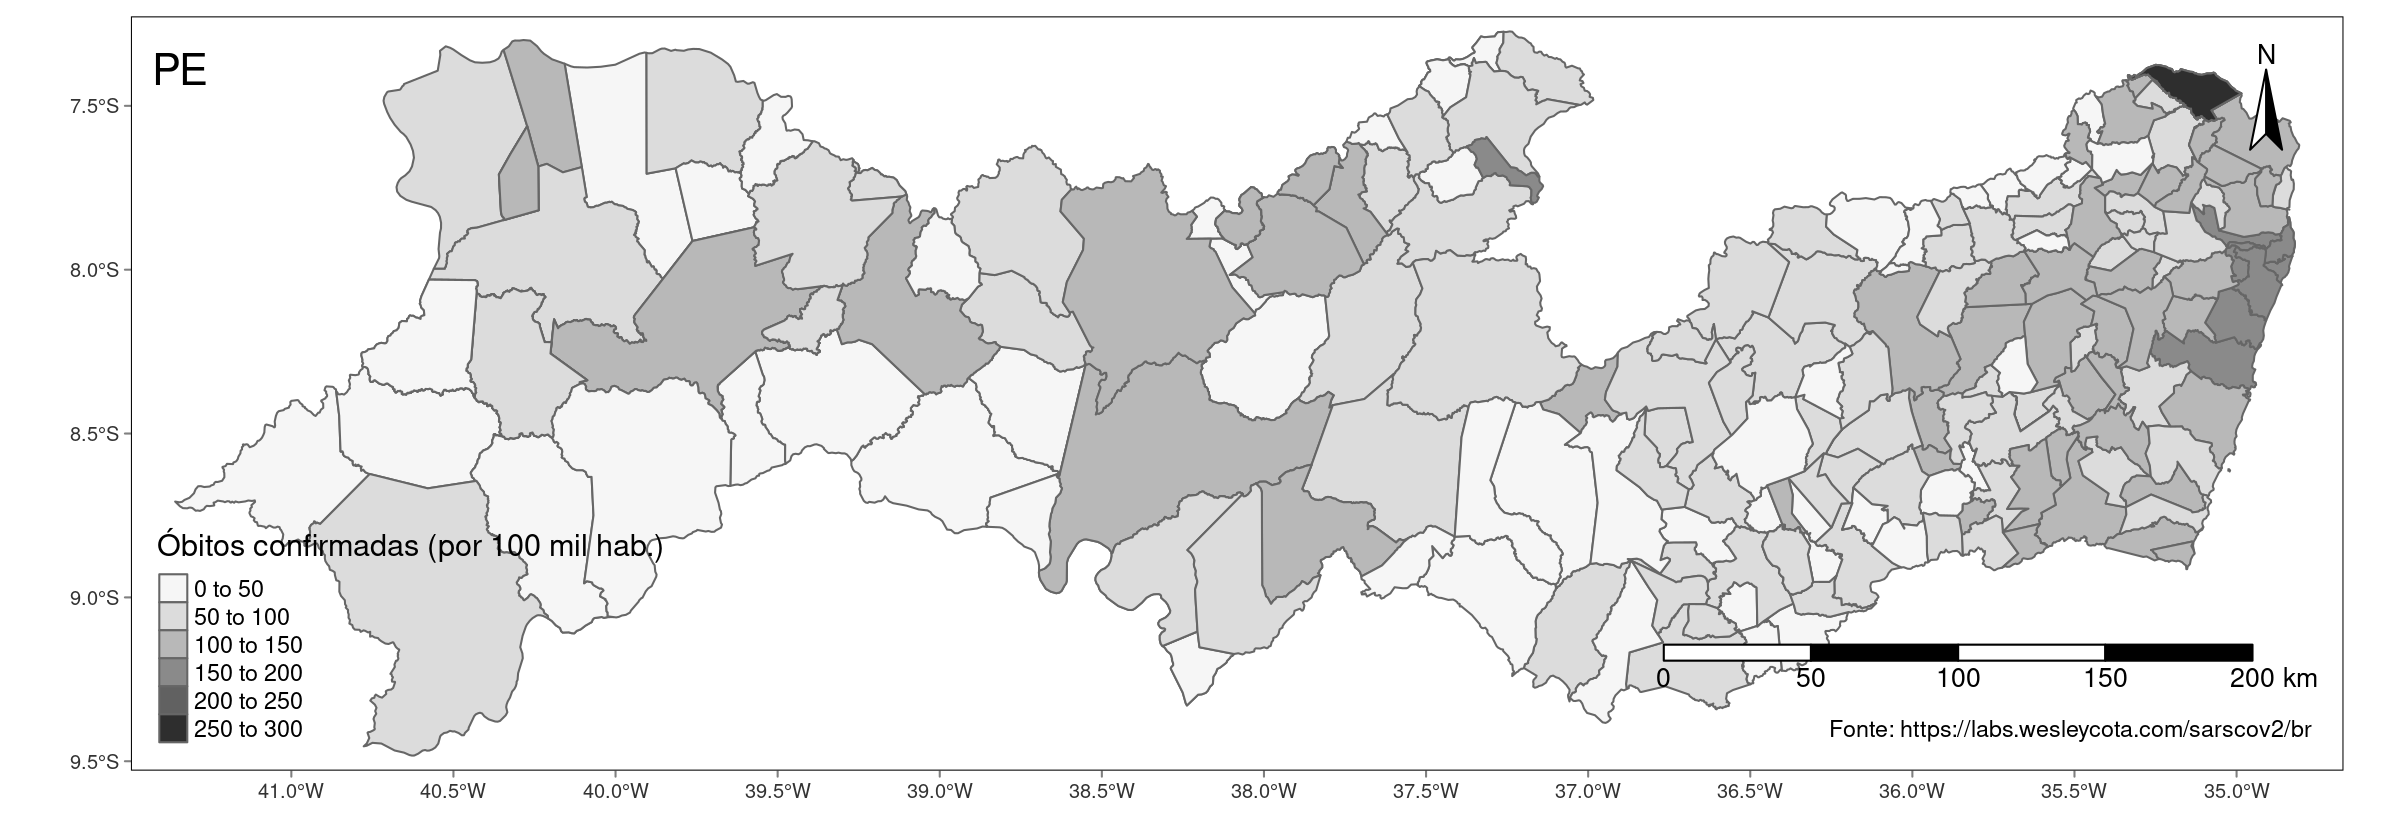 PE
N
7.5°S
8.0°S
8.5°S
9.0°S
9.5°S
Óbitos confirmadas (por 100 mil hab.)
0 to 50
50 to 100
100 to 150
150 to 200
200 to 250
250 to 300
0 50 100 150 200 km
Fonte: https://labs.wesleycota.com/sarscov2/br
41.0°W 40.5°W 40.0°W 39.5°W 39.0°W 38.5°W 38.0°W 37.5°W 37.0°W 36.5°W 36.0°W 35.5°W 35.0°W